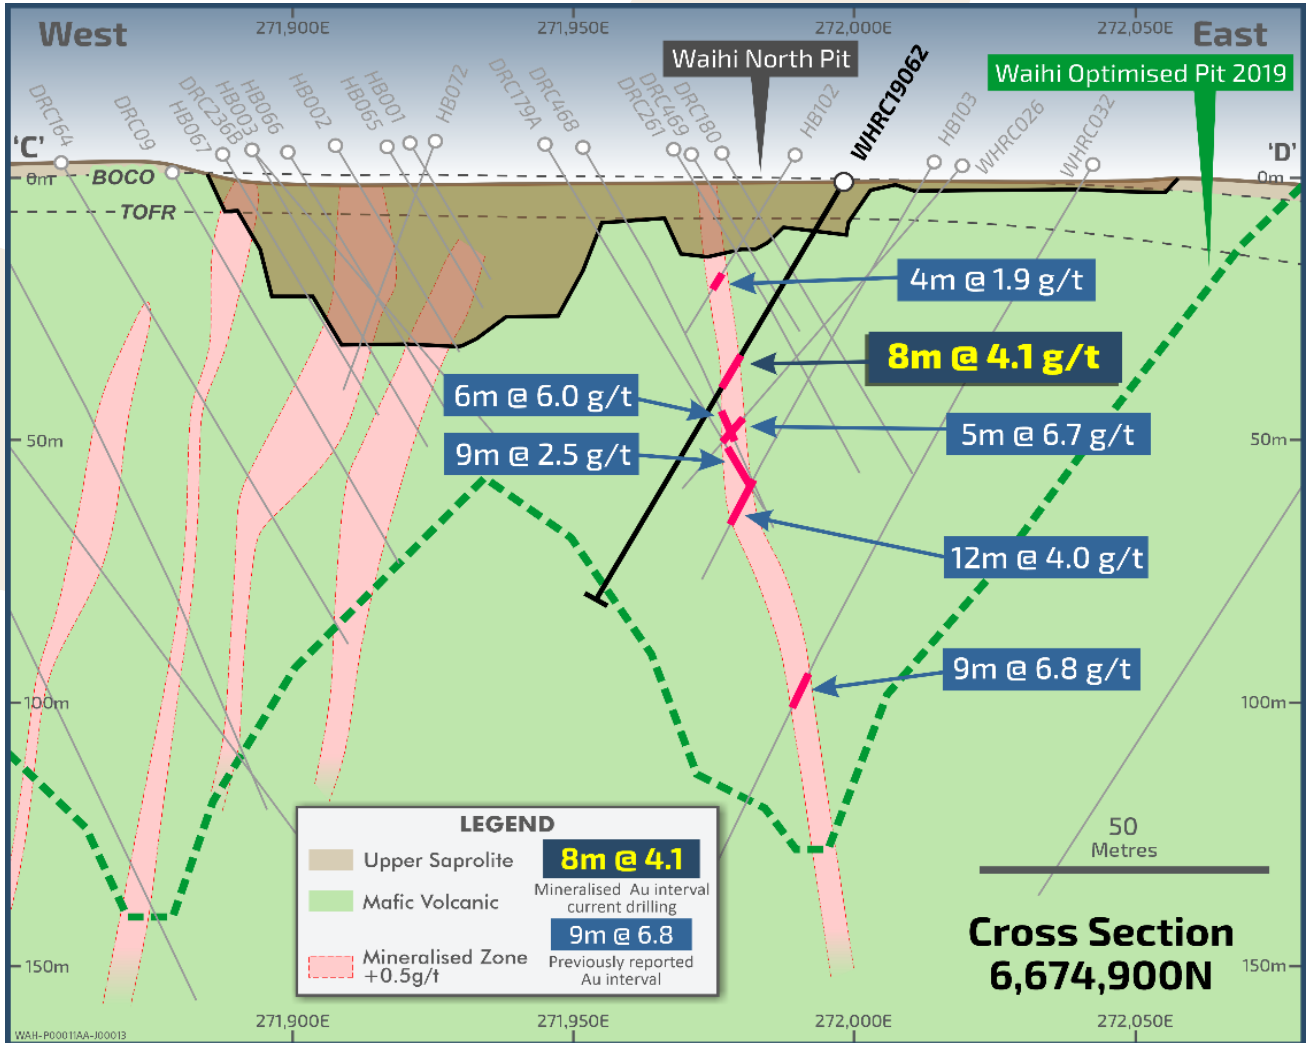 West
271,900E
271,950E
272,000E
272,050E
East
Waihi North Pit
Waihi Optimised Pit 2019
DRC164
DRC09
HB067
DRC236B
HB003
HB066
HB002
HB065
HB001
HB072
DRC179A
DRC468
DRC261
DRC469
DRC180
HB102
WHRC19062
HB103
WHRC026
WHRC032
'C'
'D'
0m
BOCO
0m
TOFR
4m @ 1.9 g/t
8m @ 4.1 g/t
6m @ 6.0 g/t
5m @ 6.7 g/t
50m
50m
9m @ 2.5 g/t
12m @ 4.0 g/t
9m @ 6.8 g/t
100m
100m
LEGEND
Upper Saprolite
8m @ 4.1
Mineralised Au interval
current drilling
Mafic Volcanic
9m @ 6.8
Previously reported
Au interval
Mineralised Zone
+0.5g/t
50
Metres
Cross Section
6,674,900N
150m
150m
271,900E
271,950E
272,000E
272,050E
WAH-P00011AA-J00013